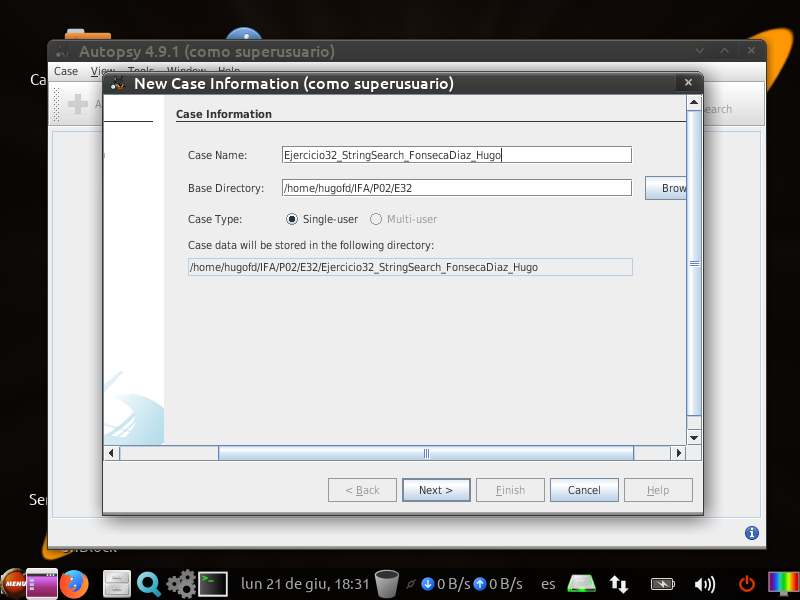 Autopsy 4.9.1 (como superusuario)
Case View Tools Window Help
New Case Information (como superusuario)
Case Information
Case Name: Ejercicio32_StringSearch_FonsecaDiaz_Hugo
Base Directory: /home/hugofd/IFA/P02/E32 Brow
Case Type: Single-user Multi-user
Case data will be stored in the following directory:
/home/hugofd/IFA/P02/E32/Ejercicio32_StringSearch_FonsecaDiaz_Hugo
< Back Next > Finish Cancel Help
MENU lun 21 de giu, 18:31 0 B/s 0 B/s es